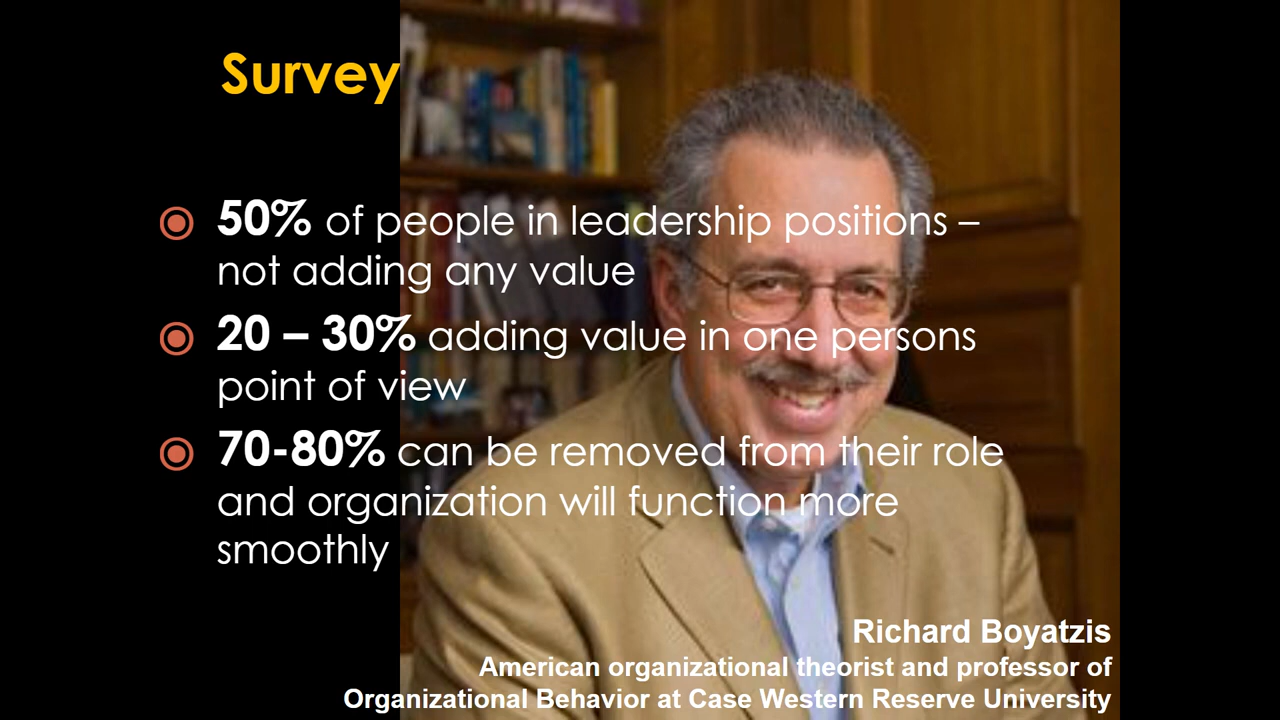 Survey
50% of people in leadership positions –
not adding any value
20 – 30% adding value in one persons
point of view
70-80% can be removed from their role
and organization will function more
smoothly
Richard Boyatzis
American organizational theorist and professor of
Organizational Behavior at Case Western Reserve University